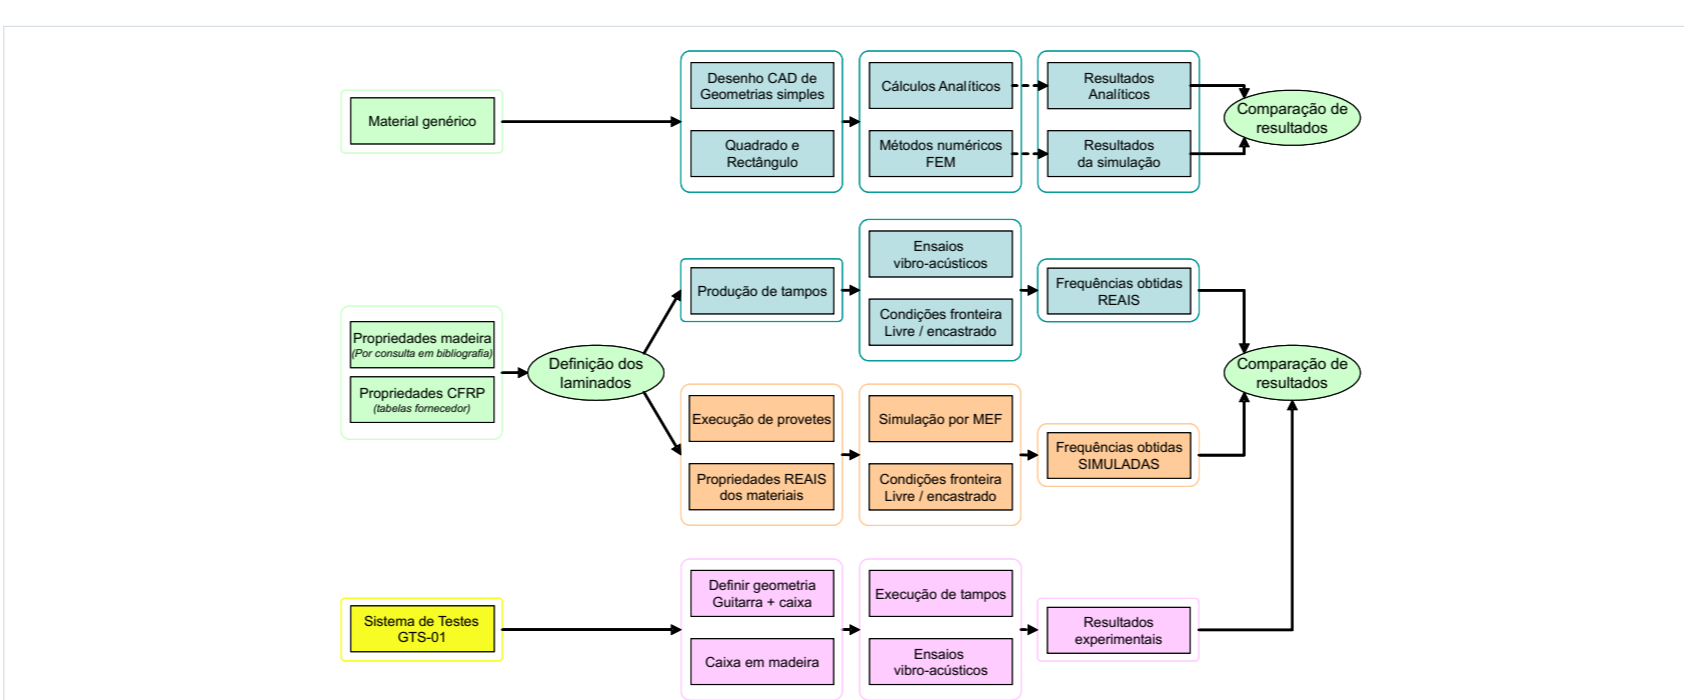 Material genérico
Desenho CAD de
Geometrias simples
Quadrado e
Rectângulo
Cálculos Analíticos
Métodos numéricos
FEM
Resultados
Analíticos
Resultados
da simulação
Comparação de
resultados
Propriedades madeira
(Por consulta em bibliografia)
Propriedades CFRP
(tabelas fornecedor)
Definição dos
laminados
Produção de tampos
Ensaios
vibro-acústicos
Condições fronteira
Livre / encastrado
Frequências obtidas
REAIS
Execução de provetes
Propriedades REAIS
dos materiais
Simulação por MEF
Condições fronteira
Livre / encastrado
Frequências obtidas
SIMULADAS
Comparação de
resultados
Sistema de Testes
GTS-01
Definir geometria
Guitarra + caixa
Caixa em madeira
Execução de tampos
Ensaios
vibro-acústicos
Resultados
experimentais